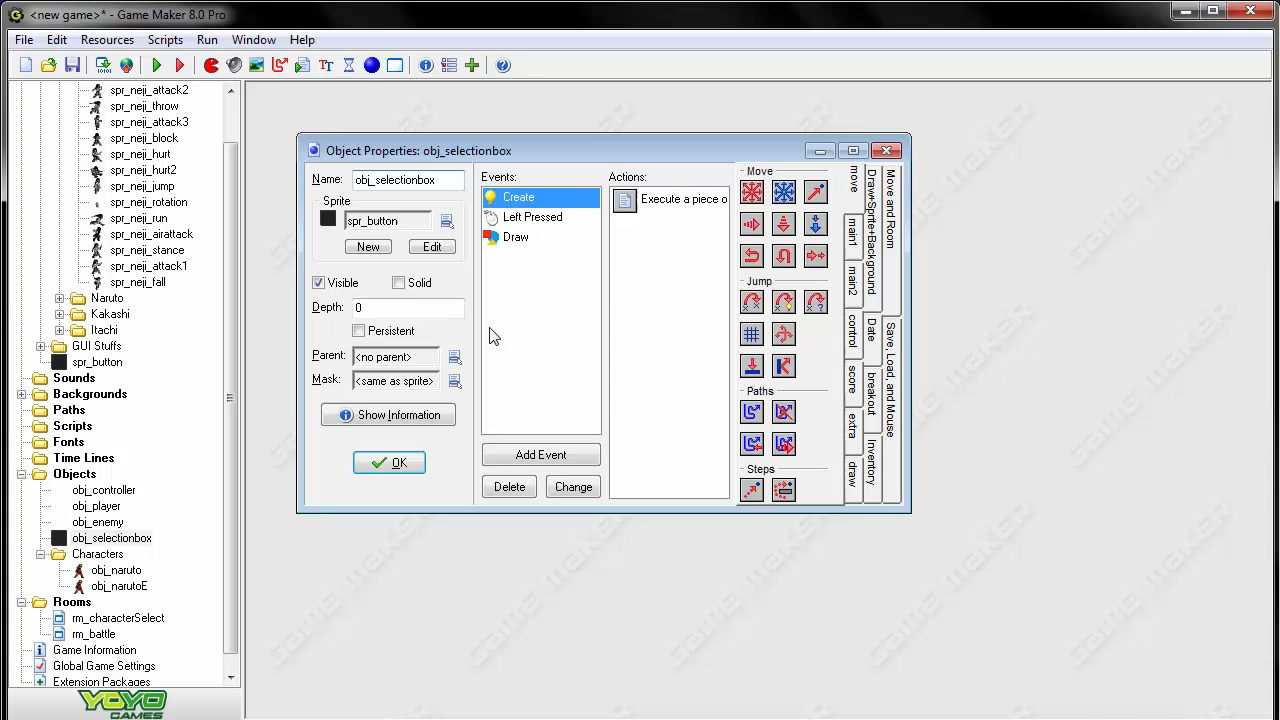 <new game>* - Game Maker 8.0 Pro
File Edit Resources Scripts Run Window Help
spr_neji_attack2
spr_neji_throw
spr_neji_attack3
spr_neji_block
spr_neji_hurt
spr_neji_hurt2
spr_neji_jump
spr_neji_rotation
spr_neji_run
spr_neji_airattack
spr_neji_stance
spr_neji_attack1
spr_neji_fall
Naruto
Kakashi
Itachi
GUI Stuffs
spr_button
Sounds
Backgrounds
Paths
Scripts
Fonts
Time Lines
Objects
obj_controller
obj_player
obj_enemy
obj_selectionbox
Characters
obj_naruto
obj_narutoE
Rooms
rm_characterSelect
rm_battle
Game Information
Global Game Settings
Extension Packages
YOYO
GAMES
Object Properties: obj_selectionbox
Name: obj_selectionbox
Sprite
spr_button
New Edit
Visible Solid
Depth: 0
Persistent
Parent: <no parent>
Mask: <same as sprite>
Show Information
OK
Events:
Create
Left Pressed
Draw
Add Event
Delete Change
Actions:
Execute a piece o
Move
Jump
Paths
Steps
move
main1
main2
control
score
extra
draw
Draw+Sprite+Background
Date
breakout
Inventory
Move and Room
Save, Load, and Mouse
GAME MAKER